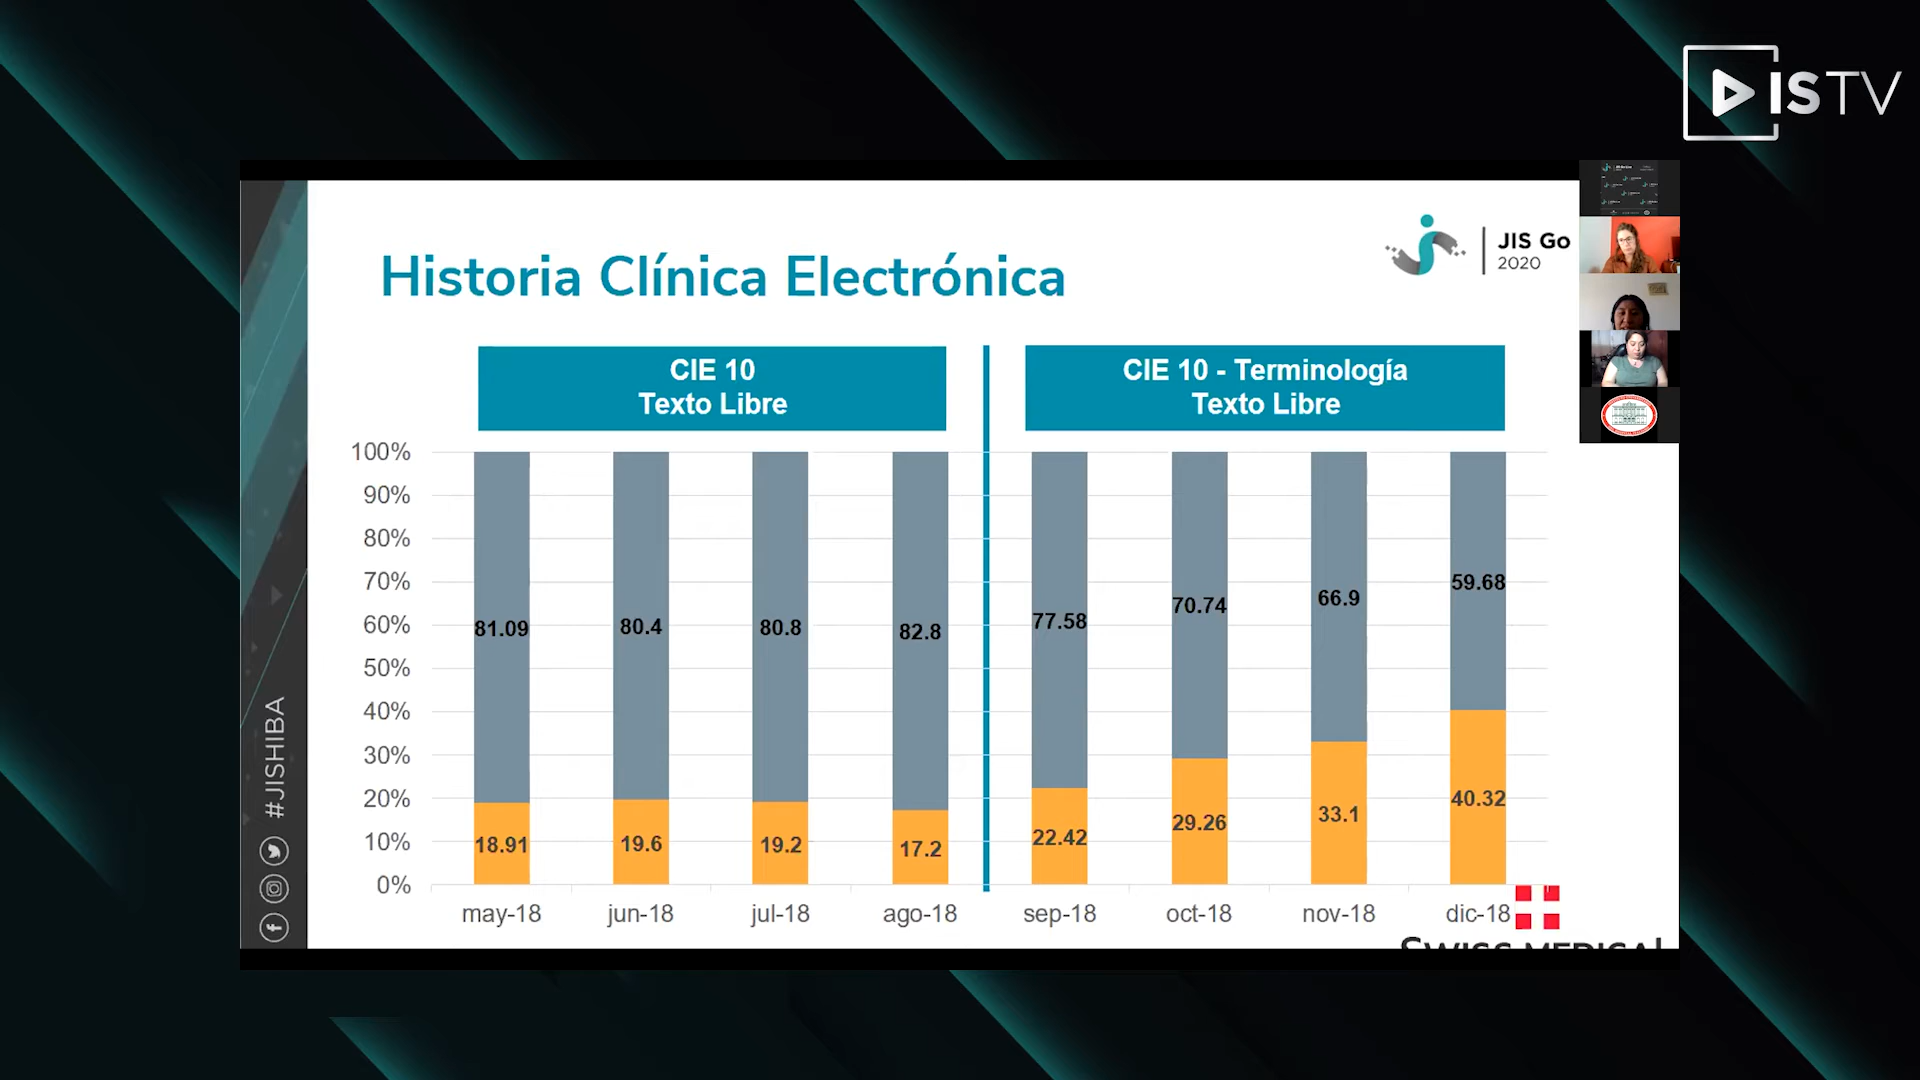 ISTV
JIS Go
2020
Historia Clínica Electrónica
CIE 10
Texto Libre
CIE 10 - Terminología
Texto Libre
100%
90%
80%
70%
60%
50%
40%
30%
20%
10%
0%
81.09
80.4
80.8
82.8
77.58
70.74
66.9
59.68
18.91
19.6
19.2
17.2
22.42
29.26
33.1
40.32
may-18
jun-18
jul-18
ago-18
sep-18
oct-18
nov-18
dic-18
SWISS MEDICAL
#JISHIBA